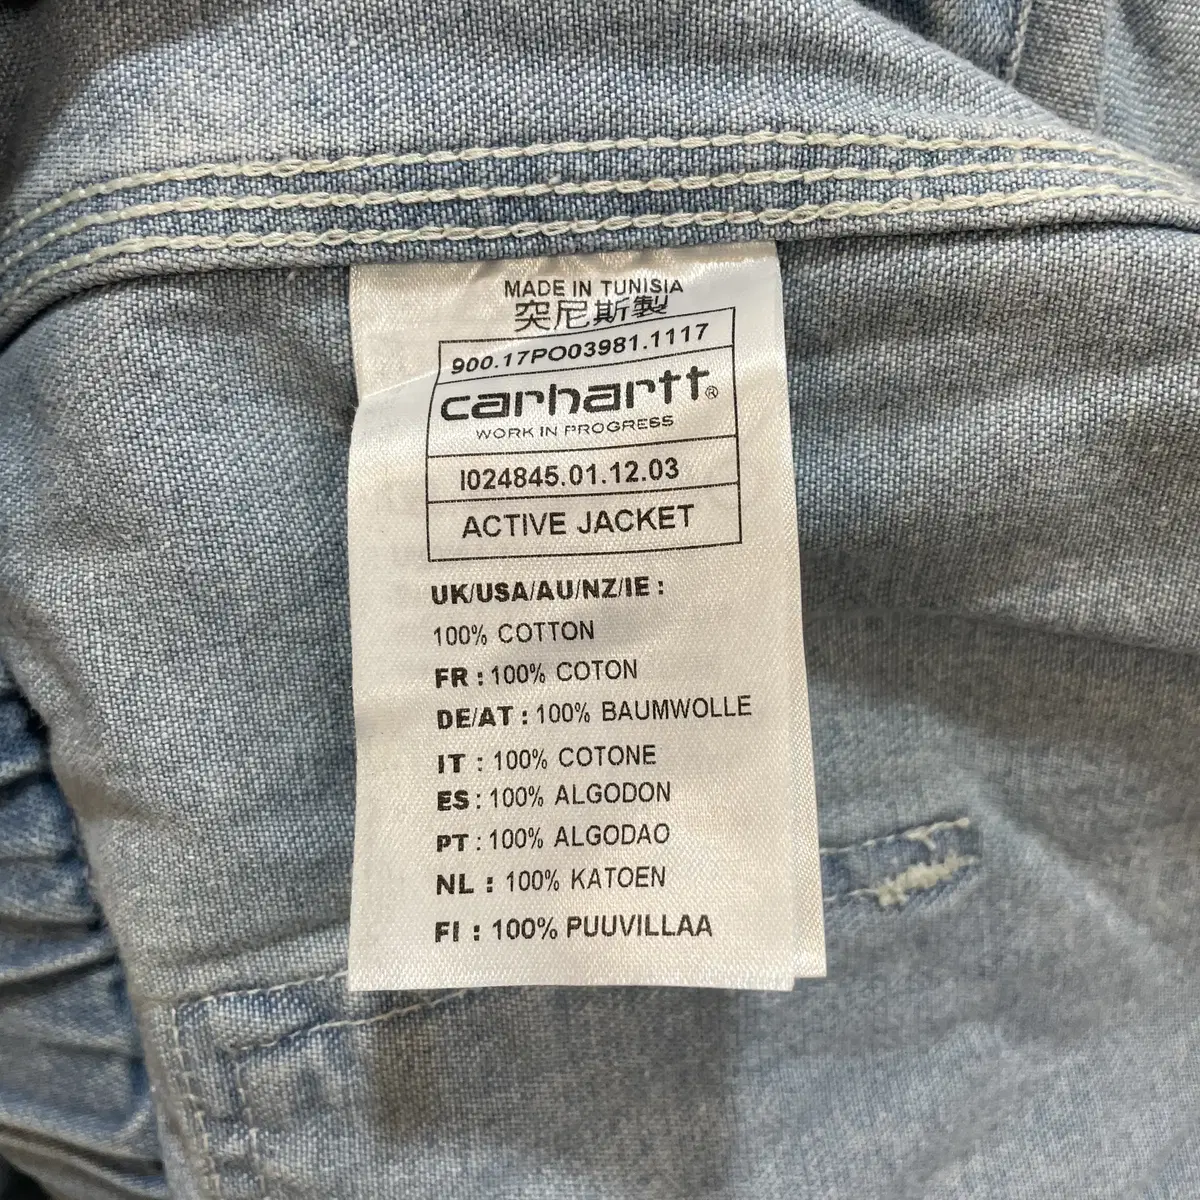 MADE IN TUNISIA
突尼斯製
900.17PO03981.1117
carhartt®
WORK IN PROGRESS
I024845.01.12.03
ACTIVE JACKET
UK/USA/AU/NZ/IE :
100% COTTON
FR : 100% COTON
DE/AT : 100% BAUMWOLLE
IT : 100% COTONE
ES : 100% ALGODON
PT : 100% ALGODAO
NL : 100% KATOEN
FI : 100% PUUVILLAA